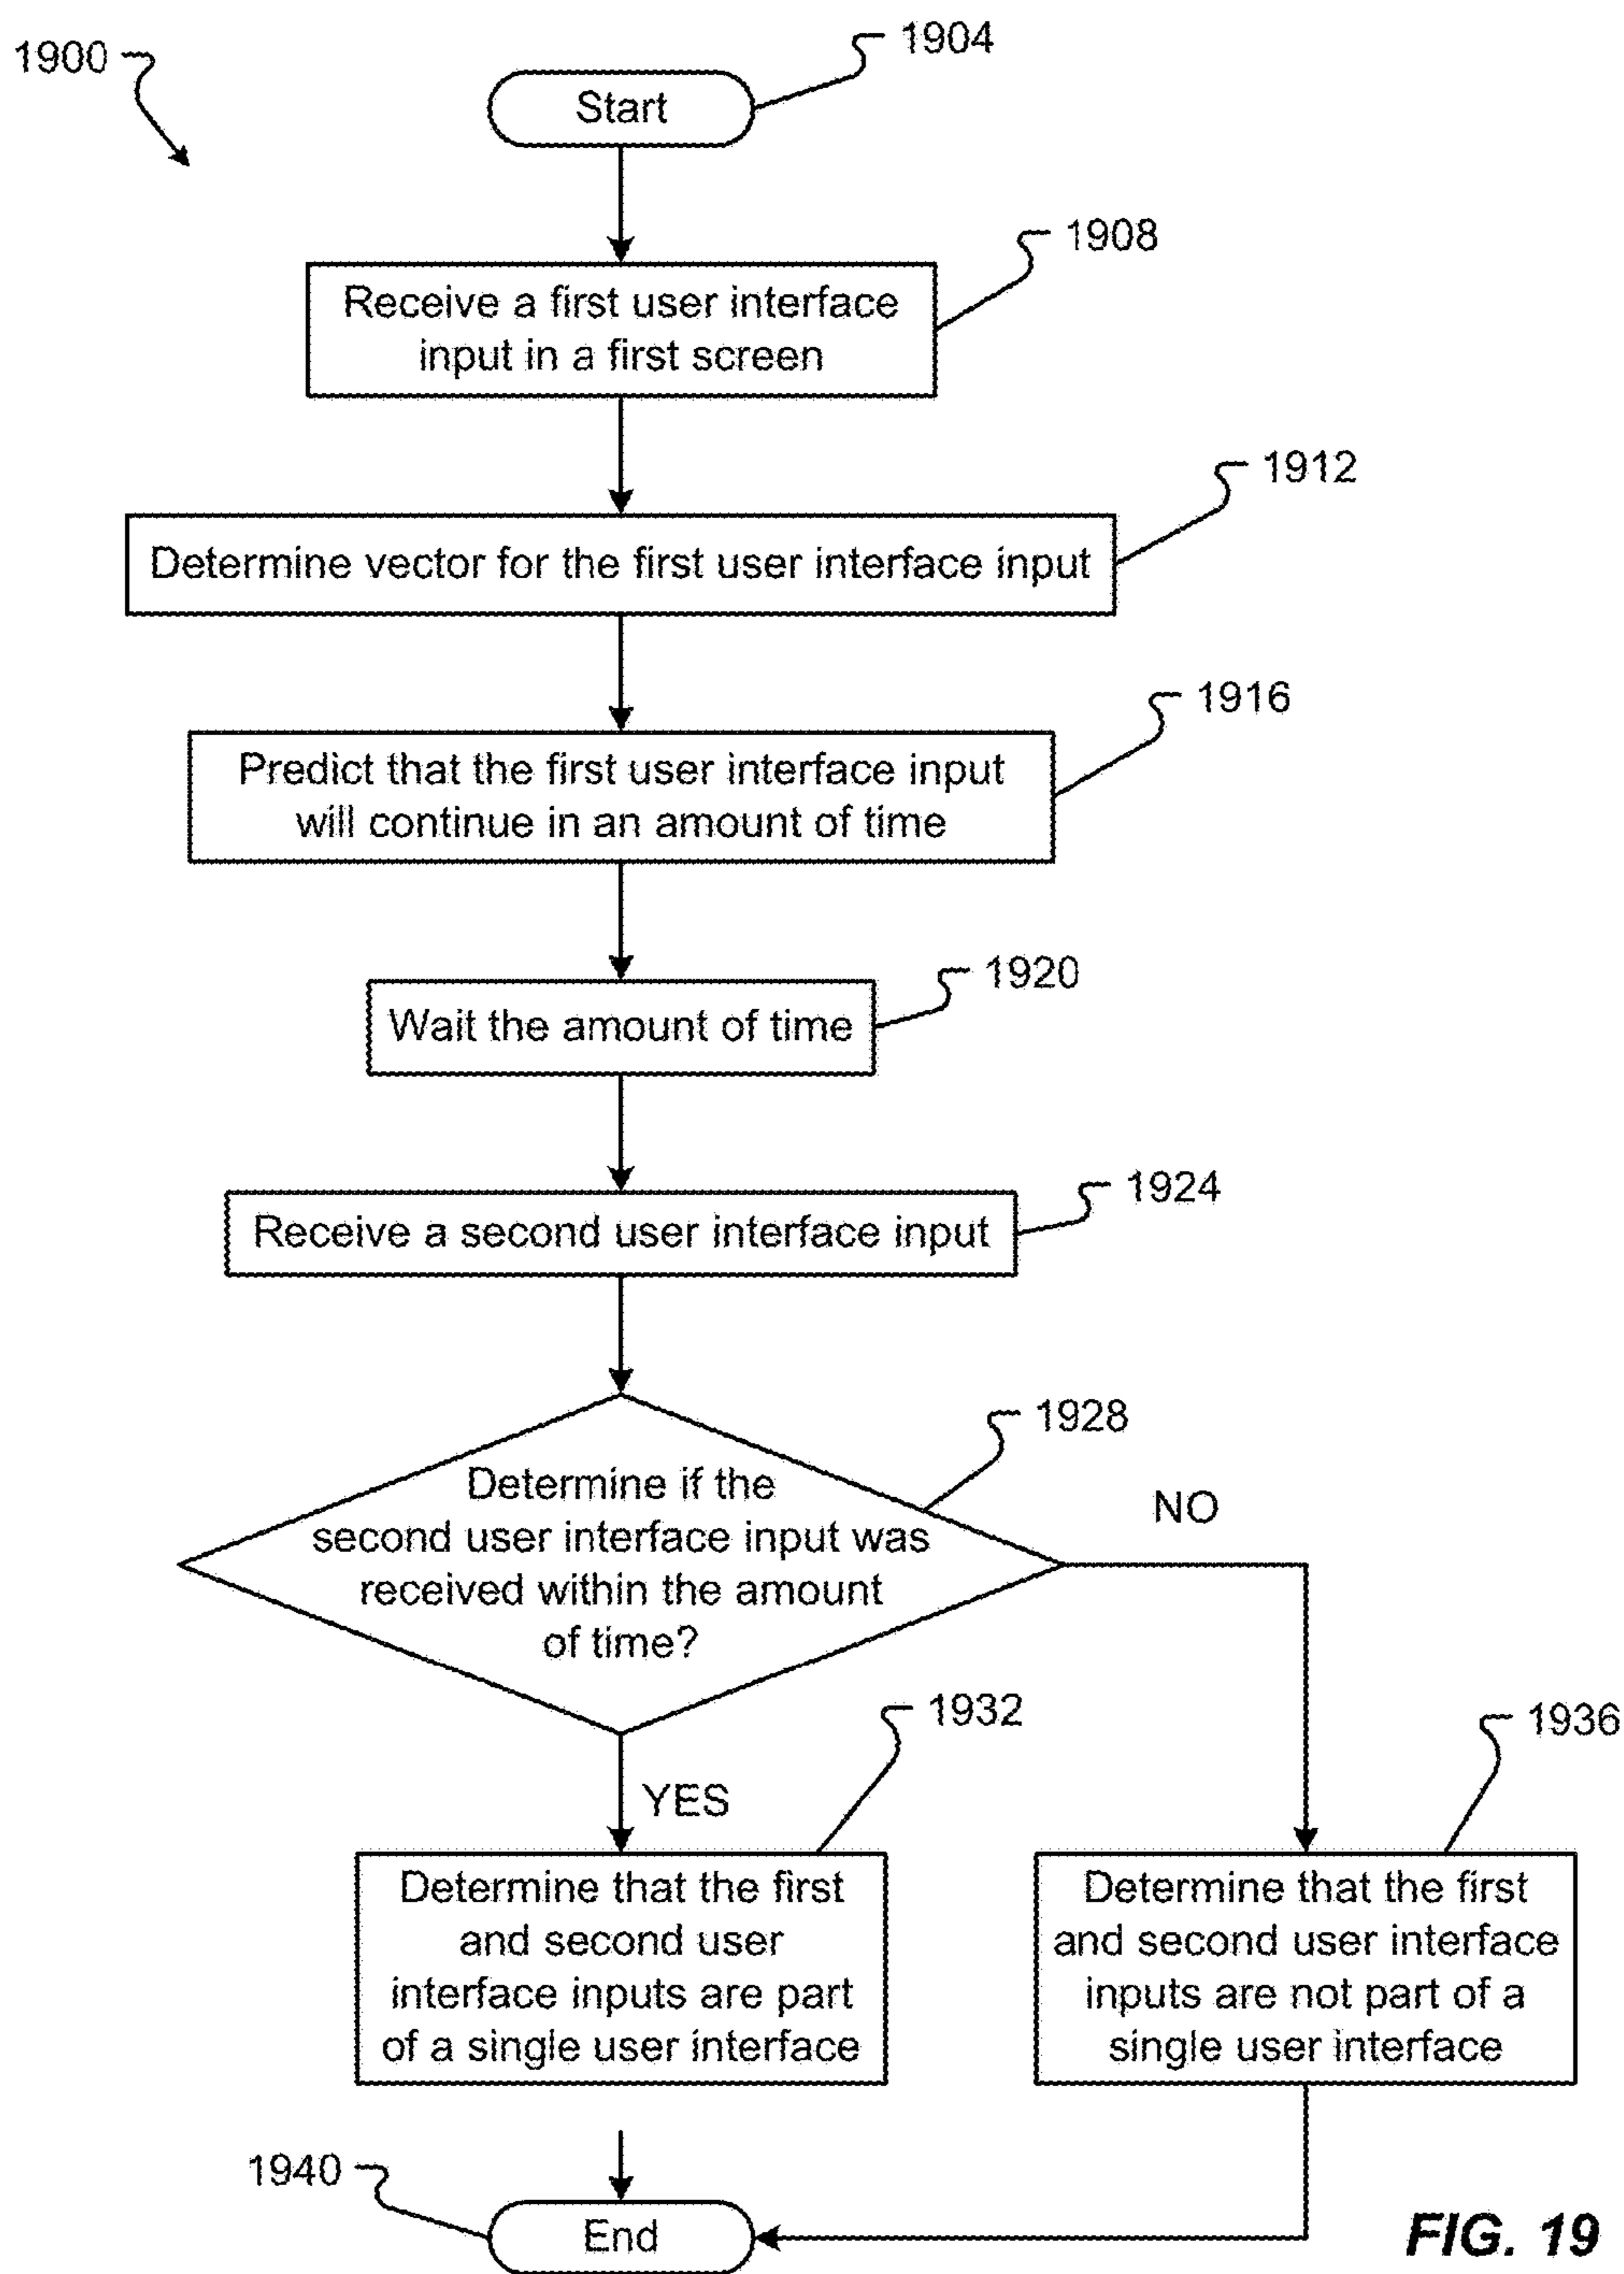 1900
1904
Start
1908
Receive a first user interface
input in a first screen
1912
Determine vector for the first user interface input
1916
Predict that the first user interface input
will continue in an amount of time
1920
Wait the amount of time
1924
Receive a second user interface input
1928
Determine if the
second user interface input was
received within the amount
of time?
NO
YES
1932
Determine that the first
and second user
interface inputs are part
of a single user interface
1936
Determine that the first
and second user interface
inputs are not part of a
single user interface
1940
End
FIG. 19